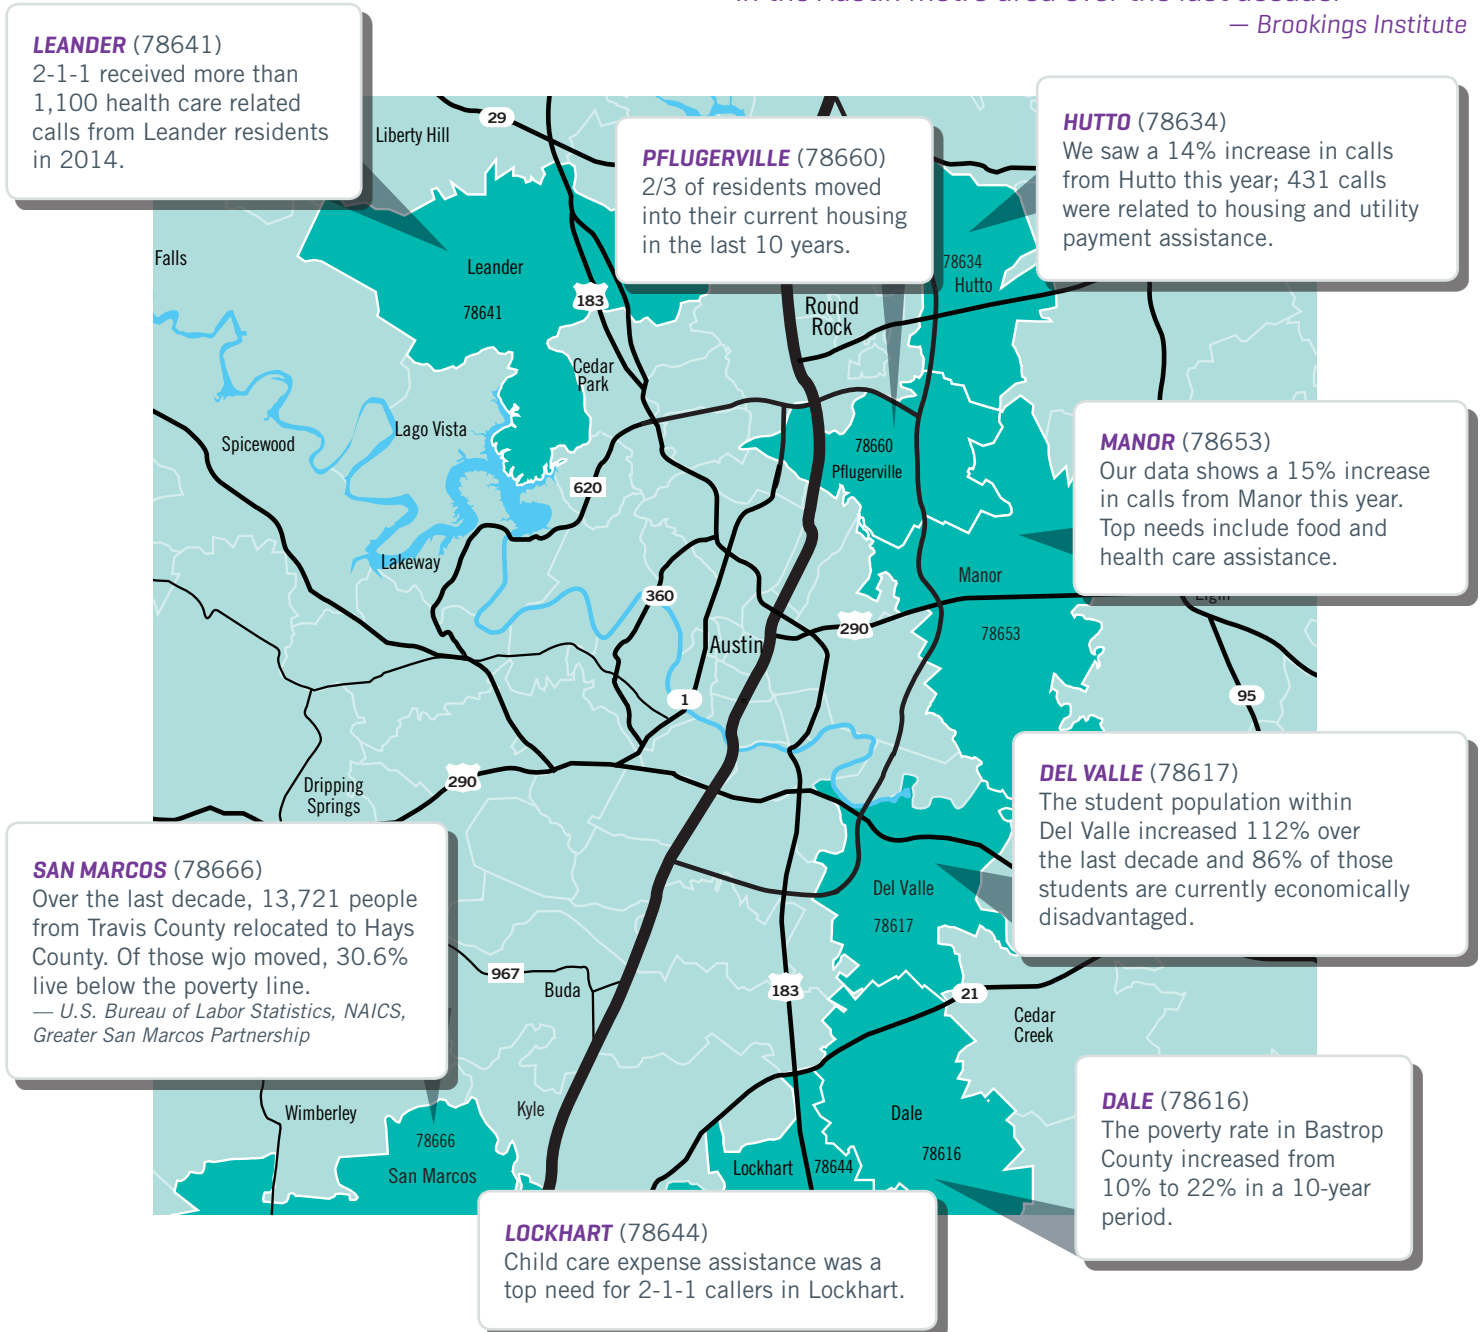 in the Austin metro area over the last decade.
— Brookings Institute
LEANDER (78641)
2-1-1 received more than
1,100 health care related
calls from Leander residents
in 2014.
PFLUGERVILLE (78660)
2/3 of residents moved
into their current housing
in the last 10 years.
HUTTO (78634)
We saw a 14% increase in calls
from Hutto this year; 431 calls
were related to housing and utility
payment assistance.
MANOR (78653)
Our data shows a 15% increase
in calls from Manor this year.
Top needs include food and
health care assistance.
DEL VALLE (78617)
The student population within
Del Valle increased 112% over
the last decade and 86% of those
students are currently economically
disadvantaged.
SAN MARCOS (78666)
Over the last decade, 13,721 people
from Travis County relocated to Hays
County. Of those wjo moved, 30.6%
live below the poverty line.
— U.S. Bureau of Labor Statistics, NAICS,
Greater San Marcos Partnership
DALE (78616)
The poverty rate in Bastrop
County increased from
10% to 22% in a 10-year
period.
LOCKHART (78644)
Child care expense assistance was a
top need for 2-1-1 callers in Lockhart.
29
Liberty Hill
Falls
Leander
78641
183
78634
Hutto
Round
Rock
Cedar
Park
Lago Vista
Spicewood
78660
Pflugerville
620
Lakeway
Manor
360
Elgin
290
78653
Austin
1
95
290
Dripping
Springs
Del Valle
78617
967
Buda
183
21
Cedar
Creek
Wimberley
Kyle
Dale
78666
San Marcos
Lockhart
78644
78616